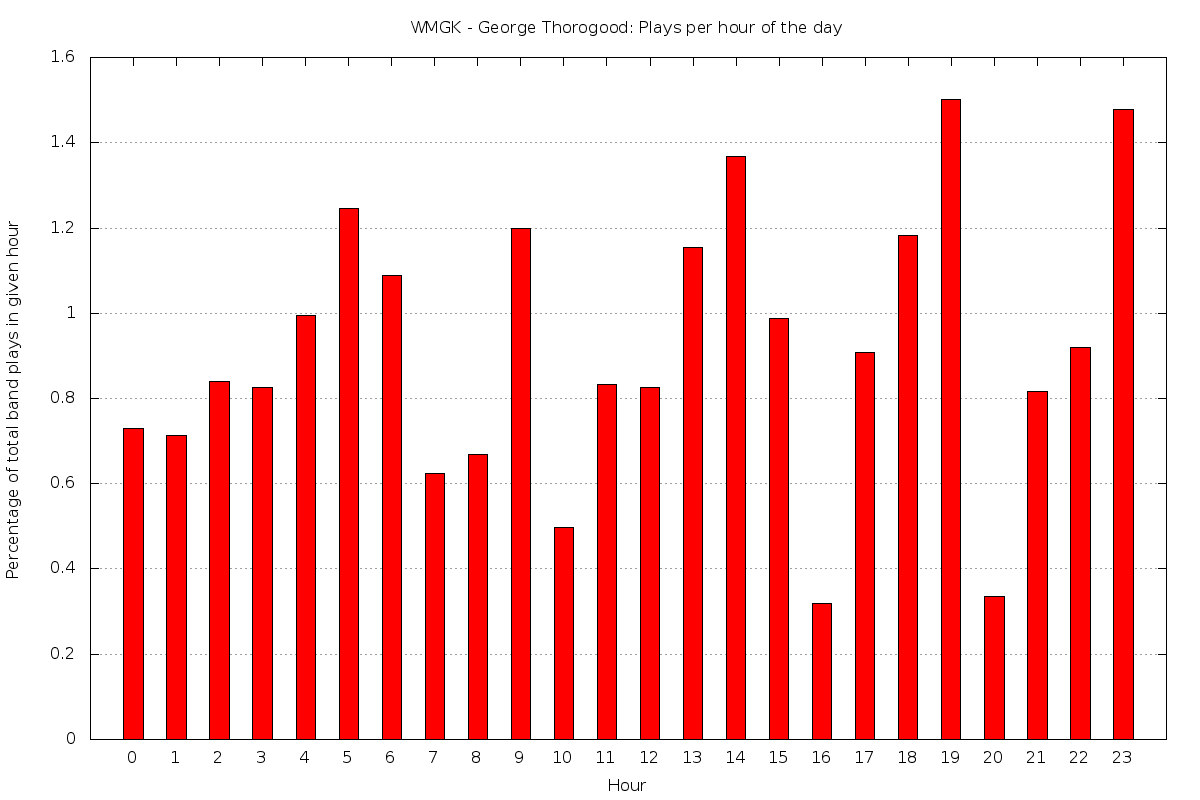 WMGK - George Thorogood: Plays per hour of the day
Percentage of total band plays in given hour
1.6
1.4
1.2
1
0.8
0.6
0.4
0.2
0
0 1 2 3 4 5 6 7 8 9 10 11 12 13 14 15 16 17 18 19 20 21 22 23
Hour